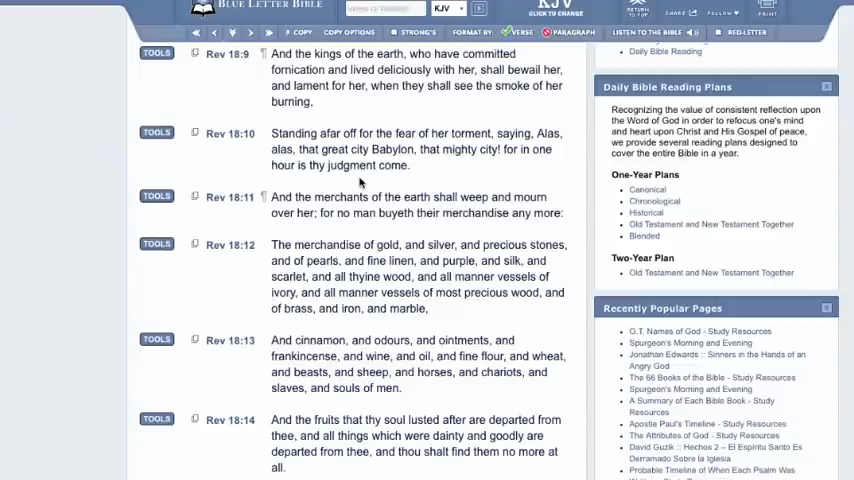 BLUE LETTER BIBLE
KJV
KJV
CLICK TO CHANGE
RETURN
TO TOP
SHARE
FOLLOW
PRINT
COPY
COPY OPTIONS
STRONG'S
FORMAT BY:
VERSE
PARAGRAPH
LISTEN TO THE BIBLE
RED-LETTER
TOOLS
Rev 18:9
¶ And the kings of the earth, who have committed
fornication and lived deliciously with her, shall bewail her,
and lament for her, when they shall see the smoke of her
burning,
TOOLS
Rev 18:10
Standing afar off for the fear of her torment, saying, Alas,
alas, that great city Babylon, that mighty city! for in one
hour is thy judgment come.
TOOLS
Rev 18:11
¶ And the merchants of the earth shall weep and mourn
over her; for no man buyeth their merchandise any more:
TOOLS
Rev 18:12
The merchandise of gold, and silver, and precious stones,
and of pearls, and fine linen, and purple, and silk, and
scarlet, and all thyine wood, and all manner vessels of
ivory, and all manner vessels of most precious wood, and
of brass, and iron, and marble,
TOOLS
Rev 18:13
And cinnamon, and odours, and ointments, and
frankincense, and wine, and oil, and fine flour, and wheat,
and beasts, and sheep, and horses, and chariots, and
slaves, and souls of men.
TOOLS
Rev 18:14
And the fruits that thy soul lusted after are departed from
thee, and all things which were dainty and goodly are
departed from thee, and thou shalt find them no more at
all.
Daily Bible Reading
Daily Bible Reading Plans
Recognizing the value of consistent reflection upon
the Word of God in order to refocus one's mind
and heart upon Christ and His Gospel of peace,
we provide several reading plans designed to
cover the entire Bible in a year.
One-Year Plans
Canonical
Chronological
Historical
Old Testament and New Testament Together
Blended
Two-Year Plan
Old Testament and New Testament Together
Recently Popular Pages
O.T. Names of God - Study Resources
Spurgeon's Morning and Evening
Jonathan Edwards :: Sinners in the Hands of an
Angry God
The 66 Books of the Bible - Study Resources
Spurgeon's Morning and Evening
A Summary of Each Bible Book - Study
Resources
Apostle Paul's Timeline - Study Resources
The Attributes of God - Study Resources
David Guzik :: Hechos 2 – El Espíritu Santo Es
Derramado Sobre la Iglesia
Probable Timeline of When Each Psalm Was